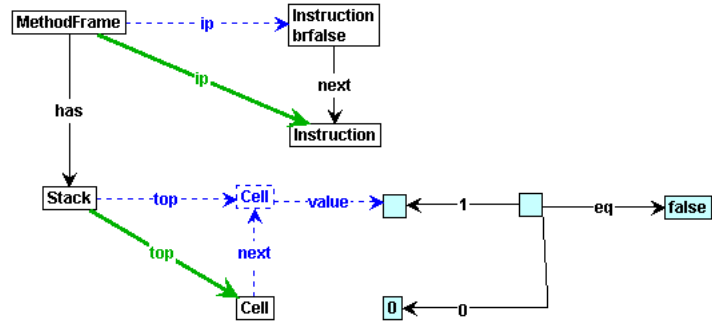 MethodFrame
ip
Instruction
brfalse
ip
next
has
Instruction
Stack
top
Cell
value
1
eq
false
top
next
Cell
0
0